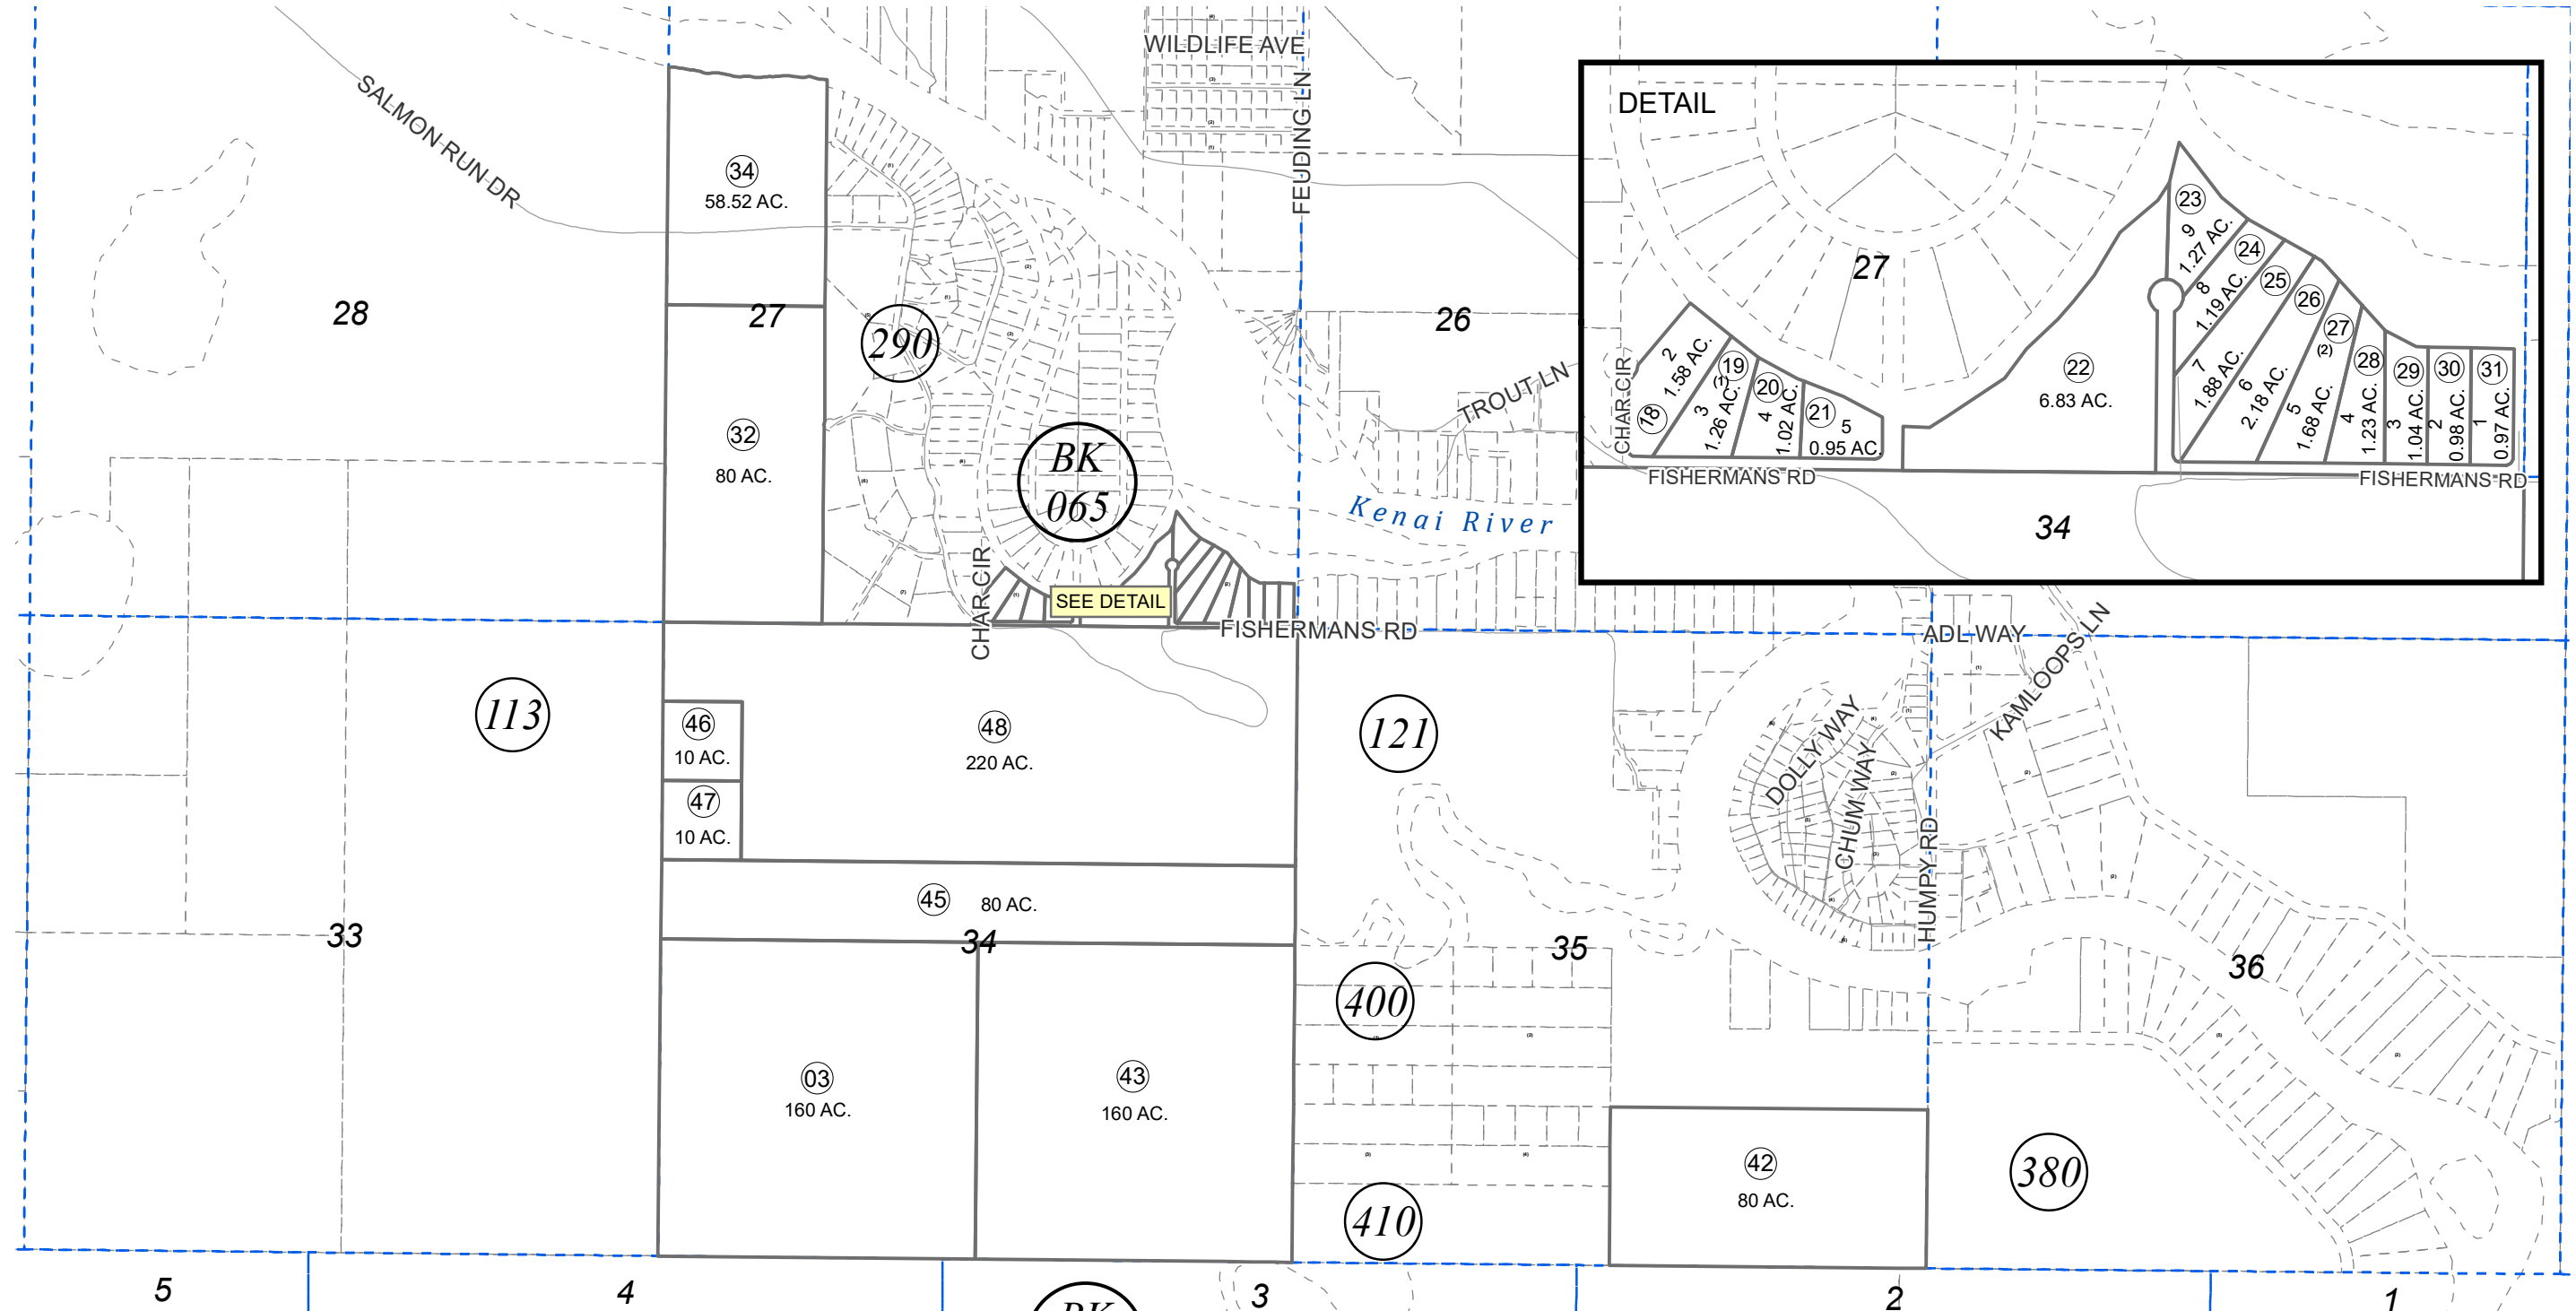 WILDLIFE AVE
FEUDING LN
SALMON RUN DR
34
58.52 AC.
28
27
290
26
32
80 AC.
TROUT LN
BK
065
Kenai River
CHAR CIR
SEE DETAIL
FISHERMANS RD
DETAIL
27
23
9
1.27 AC.
24
8
1.19 AC.
25
7
1.88 AC.
26
6
2.18 AC.
27
(2)
5
1.68 AC.
28
4
1.23 AC.
29
3
1.04 AC.
30
2
0.98 AC.
31
1
0.97 AC.
22
6.83 AC.
CHAR CIR
18
2
1.58 AC.
19
(1)
3
1.26 AC.
20
4
1.02 AC.
21
5
0.95 AC.
FISHERMANS RD
FISHERMANS RD
34
ADL WAY
KAMLOOPS LN
113
46
10 AC.
48
220 AC.
121
DOLLY WAY
CHUM WAY
HUMPY RD
47
10 AC.
45
80 AC.
33
34
35
36
400
03
160 AC.
43
160 AC.
42
80 AC.
380
410
5
4
BK
3
2
1